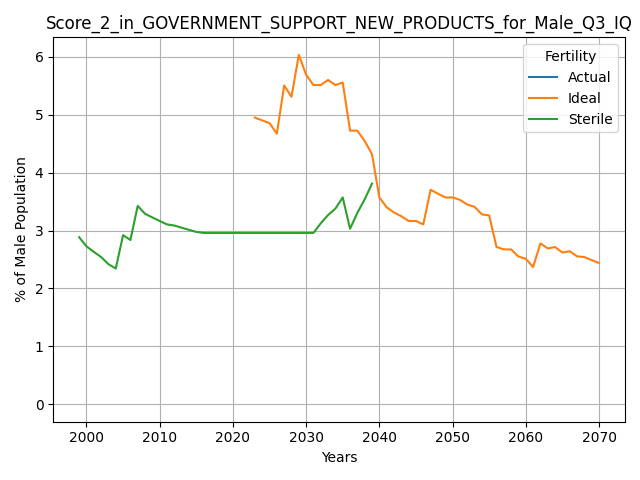 Score_2_in_GOVERNMENT_SUPPORT_NEW_PRODUCTS_for_Male_Q3_IQ
Fertility
Actual
Ideal
Sterile
% of Male Population
6
5
4
3
2
1
0
2000 2010 2020 2030 2040 2050 2060 2070
Years